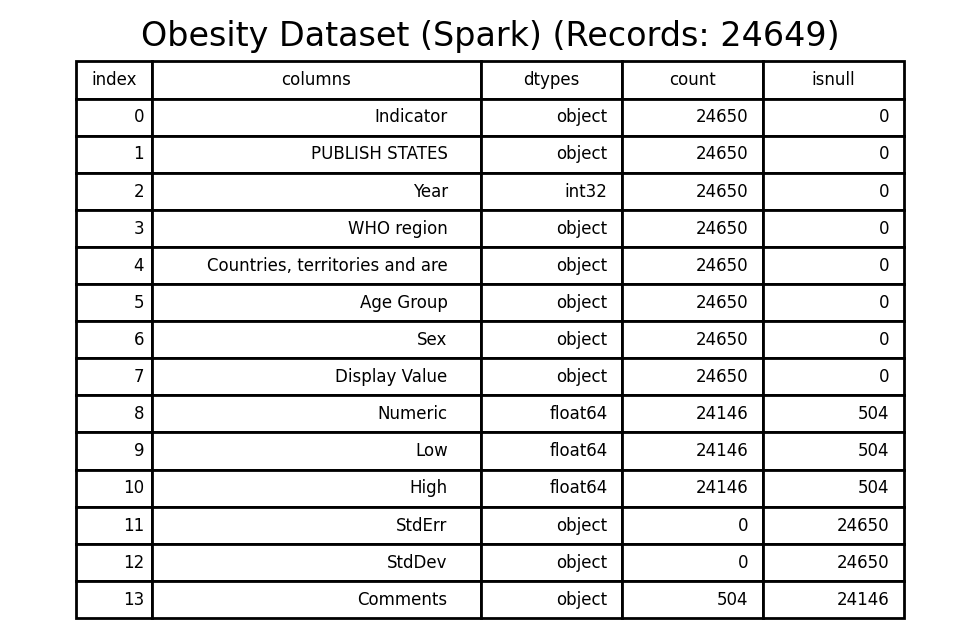 Obesity Dataset (Spark) (Records: 24649)
index columns dtypes count isnull
0 Indicator object 24650 0
1 PUBLISH STATES object 24650 0
2 Year int32 24650 0
3 WHO region object 24650 0
4 Countries, territories and are object 24650 0
5 Age Group object 24650 0
6 Sex object 24650 0
7 Display Value object 24650 0
8 Numeric float64 24146 504
9 Low float64 24146 504
10 High float64 24146 504
11 StdErr object 0 24650
12 StdDev object 0 24650
13 Comments object 504 24146